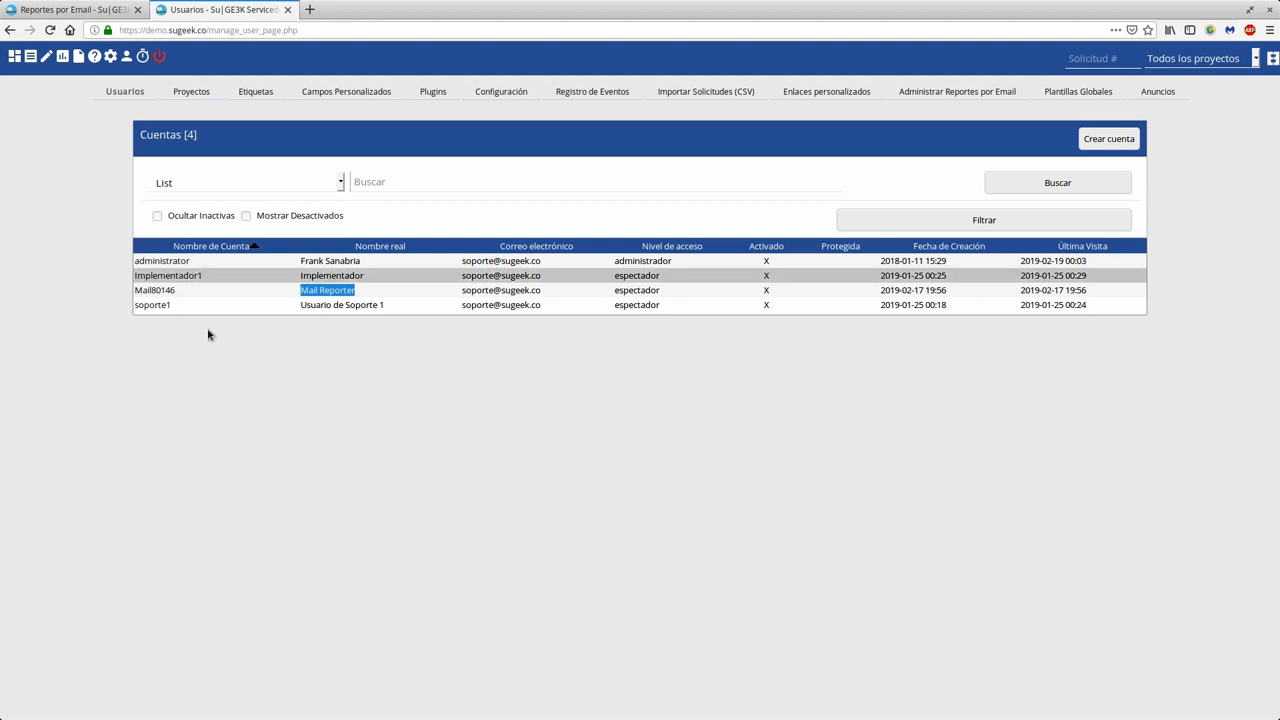 Reportes por Email - Su|GE3K
Usuarios - Su|GE3K Servicedes
https://demo.sugeek.co/manage_user_page.php
Solicitud #
Todos los proyectos
Usuarios
Proyectos
Etiquetas
Campos Personalizados
Plugins
Configuración
Registro de Eventos
Importar Solicitudes (CSV)
Enlaces personalizados
Administrar Reportes por Email
Plantillas Globales
Anuncios
Cuentas [4]
Crear cuenta
List
Buscar
Buscar
Ocultar Inactivas
Mostrar Desactivados
Filtrar
Nombre de Cuenta Nombre real Correo electrónico Nivel de acceso Activado Protegida Fecha de Creación Última Visita
administrator Frank Sanabria soporte@sugeek.co administrador X 2018-01-11 15:29 2019-02-19 00:03
Implementador1 Implementador soporte@sugeek.co espectador X 2019-01-25 00:25 2019-01-25 00:29
Mail80146 Mail Reporter soporte@sugeek.co espectador X 2019-02-17 19:56 2019-02-17 19:56
soporte1 Usuario de Soporte 1 soporte@sugeek.co espectador X 2019-01-25 00:18 2019-01-25 00:24